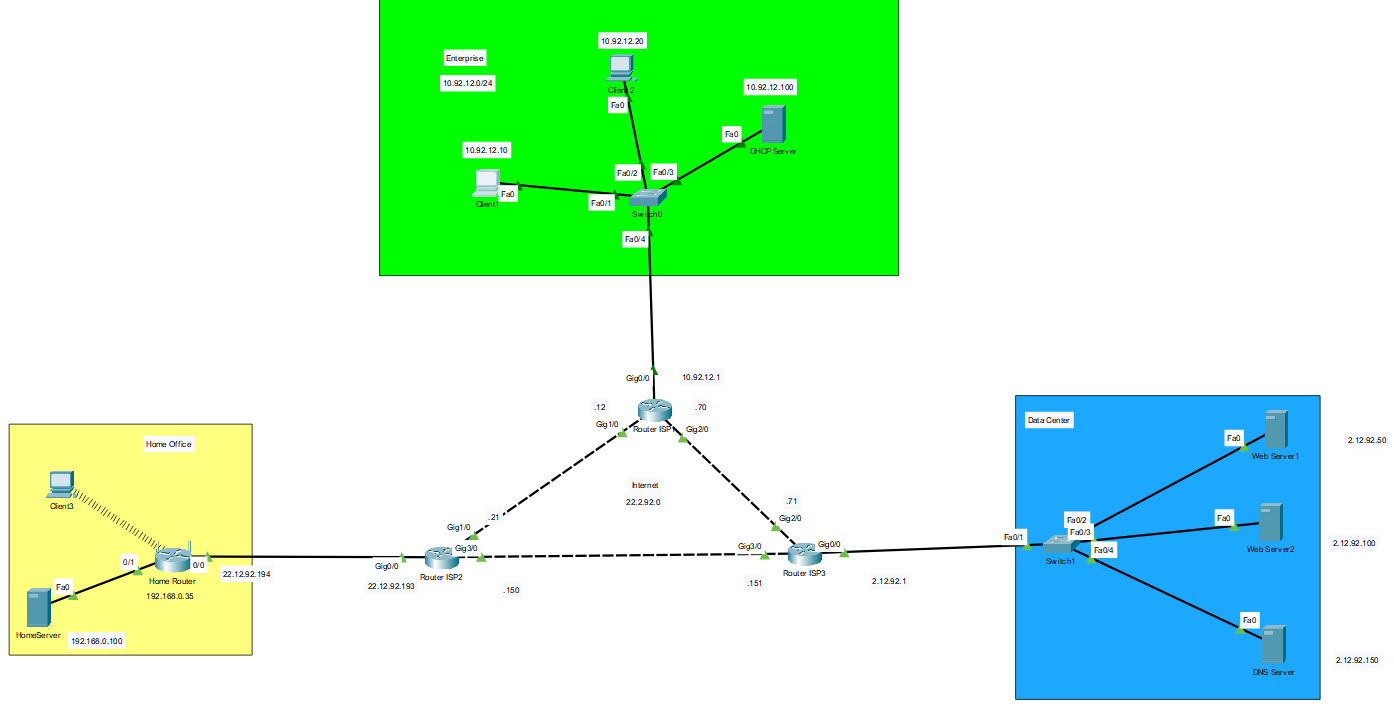 10.92.12.20
Enterprise
10.92.12.0/24
Client2
Fa0
10.92.12.100
Fa0
DHCP Server
10.92.12.10
Client1
Fa0
Fa0/1
Fa0/2
Fa0/3
Switch0
Fa0/4
Gig0/0
10.92.12.1
.12
.70
Gig1/0
Router ISP
Gig2/0
Internet
22.2.92.0
Home Office
Client3
0/1
0/0
Home Router
192.168.0.35
22.12.92.194
Fa0
HomeServer
192.168.0.100
.21
Gig1/0
Gig3/0
Gig0/0
Router ISP2
22.12.92.193
.150
.71
Gig2/0
Gig3/0
Gig0/0
Router ISP3
.151
2.12.92.1
Data Center
Fa0
Web Server1
2.12.92.50
Fa0/1
Fa0/2
Fa0/3
Fa0/4
Switch1
Fa0
Web Server2
2.12.92.100
Fa0
DNS Server
2.12.92.150